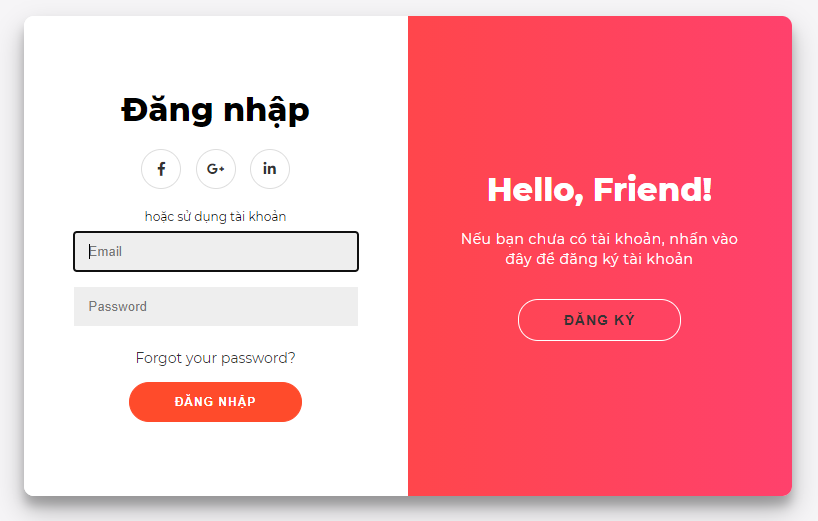 Đăng nhập
f
G+
in
hoặc sử dụng tài khoản
Email
Password
Forgot your password?
ĐĂNG NHẬP
Hello, Friend!
Nếu bạn chưa có tài khoản, nhấn vào
đây để đăng ký tài khoản
ĐĂNG KÝ